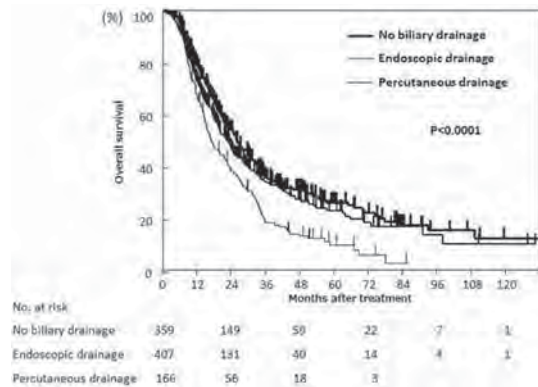 (%)
100
80
60
40
20
0
Overall survival
No biliary drainage
Endoscopic drainage
Percutaneous drainage
P<0.0001
0 12 24 36 48 60 72 84 96 108 120
Months after treatment
No. at risk
No biliary drainage 359 149 59 22 7 1
Endoscopic drainage 407 131 40 14 4 1
Percutaneous drainage 166 56 18 3